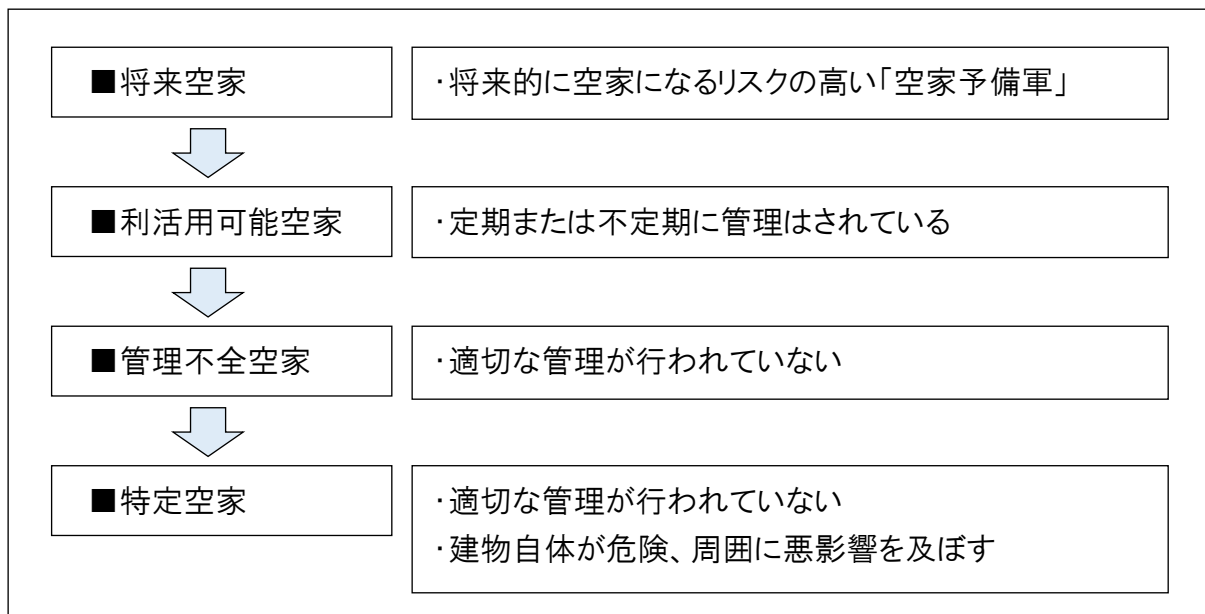 ■将来空家
・将来的に空家になるリスクの高い「空家予備軍」
■利活用可能空家
・定期または不定期に管理はされている
■管理不全空家
・適切な管理が行われていない
■特定空家
・適切な管理が行われていない
・建物自体が危険、周囲に悪影響を及ぼす